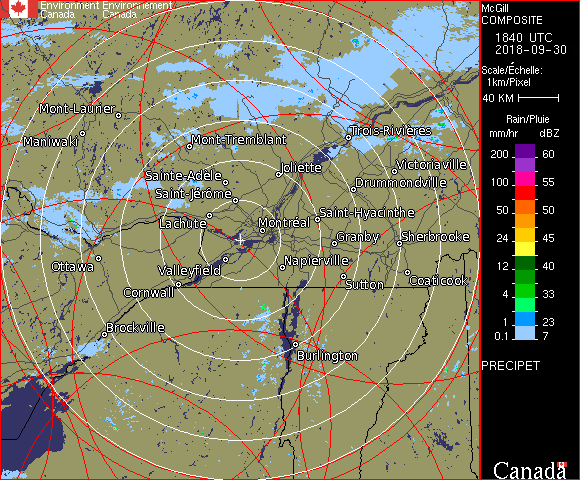 Environment Environnement
Canada Canada
McGill
COMPOSITE
1840 UTC
2018-09-30
Scale/Échelle:
1km/Pixel
40 KM
Rain/Pluie
mm/hr dBZ
200 60
100 55
85 55
50 50
24 45
12 40
4 33
1 23
0.1 7
PRECIPET
Canada
Mont-Laurier
Maniwaki
Mont-Tremblant
Trois-Rivières
Joliette
Victoriaville
Sainte-Adèle
Drummondville
Saint-Jérôme
Lachute
Montréal
Saint-Hyacinthe
Granby
Sherbrooke
Ottawa
Valleyfield
Napierville
Sutton
Coaticook
Cornwall
Brockville
Burlington